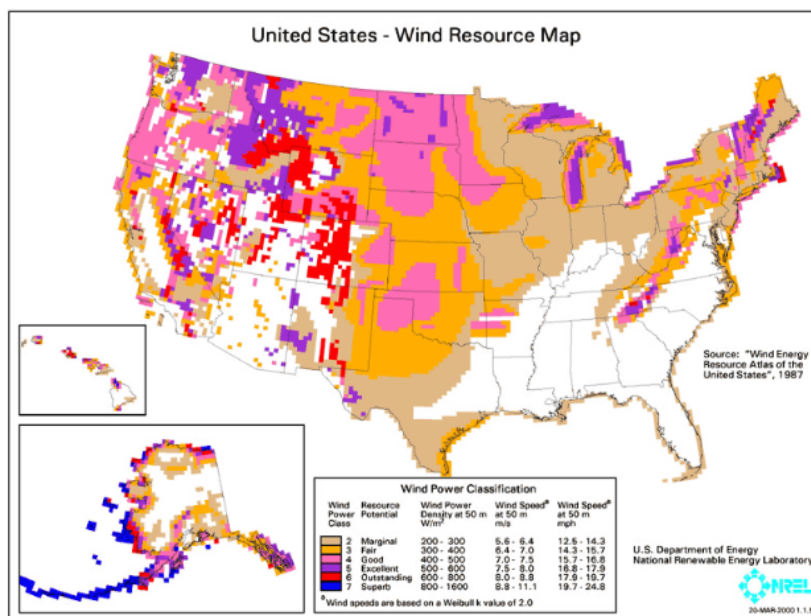 United States - Wind Resource Map
Source: "Wind Energy
Resource Atlas of the
United States", 1987
Wind Power Classification
Wind Power Class
Resource Potential
Wind Power Density at 50 m W/m²
Wind Speedª at 50 m m/s
Wind Speedª at 50 m mph
2 Marginal 200 - 300 5.6 - 6.4 12.5 - 14.3
3 Fair 300 - 400 6.4 - 7.0 14.3 - 15.7
4 Good 400 - 500 7.0 - 7.5 15.7 - 16.8
5 Excellent 500 - 600 7.5 - 8.0 16.8 - 17.9
6 Outstanding 600 - 800 8.0 - 8.8 17.9 - 19.7
7 Superb 800 - 1600 8.8 - 11.1 19.7 - 24.8
ª Wind speeds are based on a Weibull k value of 2.0
U.S. Department of Energy
National Renewable Energy Laboratory
NREL
20-MAR-2000 1.1.1